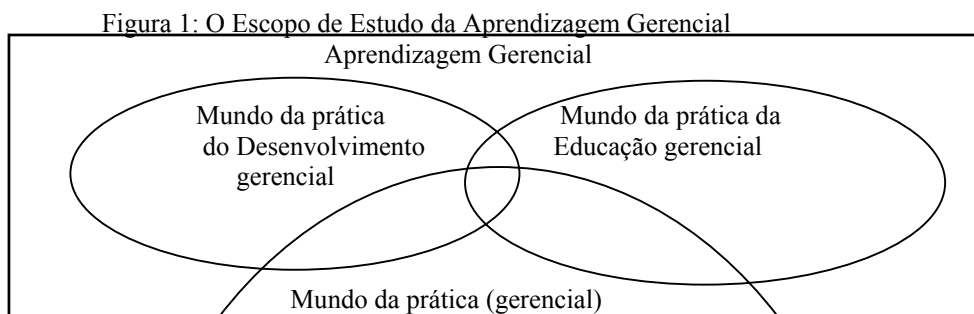 Figura 1: O Escopo de Estudo da Aprendizagem Gerencial
Aprendizagem Gerencial
Mundo da prática
do Desenvolvimento
gerencial
Mundo da prática da
Educação gerencial
Mundo da prática (gerencial)